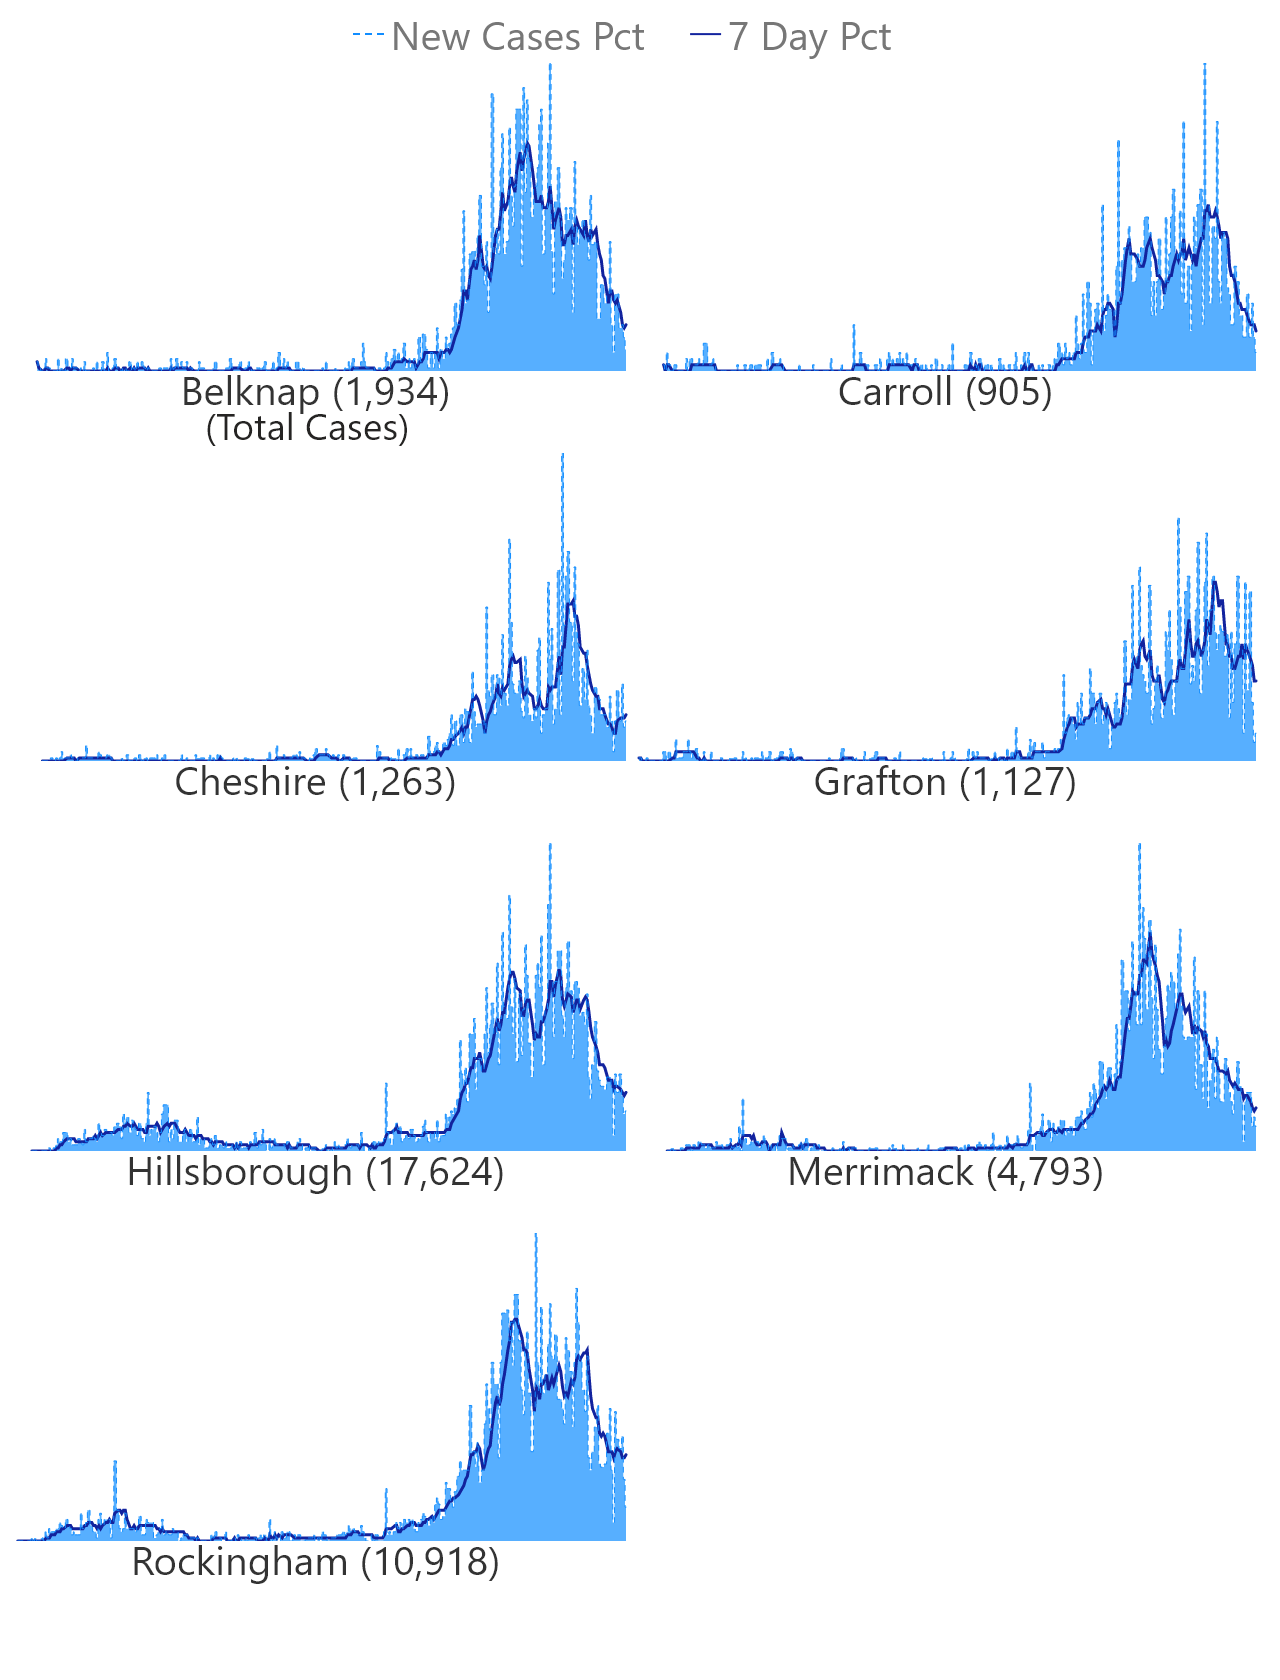 New Cases Pct 7 Day Pct
Belknap (1,934)
(Total Cases)
Carroll (905)
Cheshire (1,263)
Grafton (1,127)
Hillsborough (17,624)
Merrimack (4,793)
Rockingham (10,918)